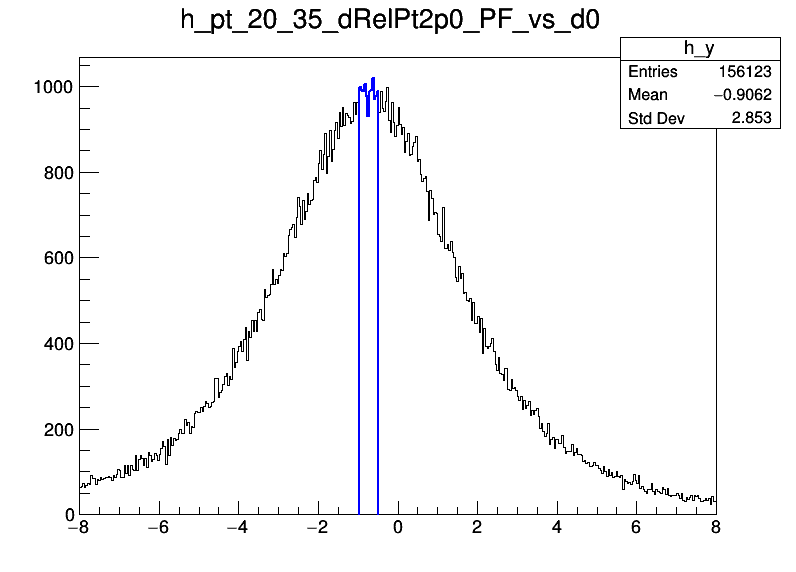 h_pt_20_35_dRelPt2p0_PF_vs_d0
h_y
Entries 156123
Mean −0.9062
Std Dev 2.853
1000
800
600
400
200
0
−8 −6 −4 −2 0 2 4 6 8